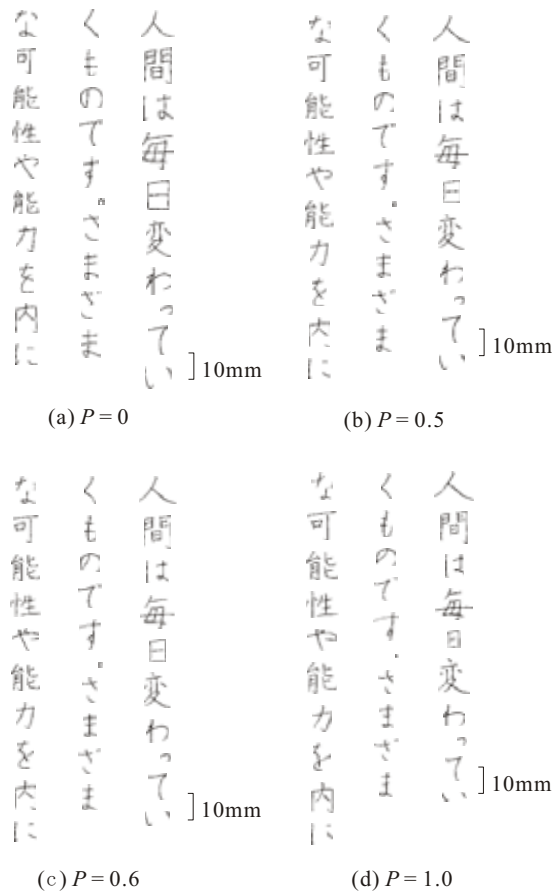 人間は毎日変わってい
くものです。さまざま
な可能性や能力を内に
10mm
(a) P = 0
人間は毎日変わってい
くものです。さまざま
な可能性や能力を内に
10mm
(b) P = 0.5
人間は毎日変わってい
くものです。さまざま
な可能性や能力を内に
10mm
(c) P = 0.6
人間は毎日変わってい
くものです。さまざま
な可能性や能力を内に
10mm
(d) P = 1.0